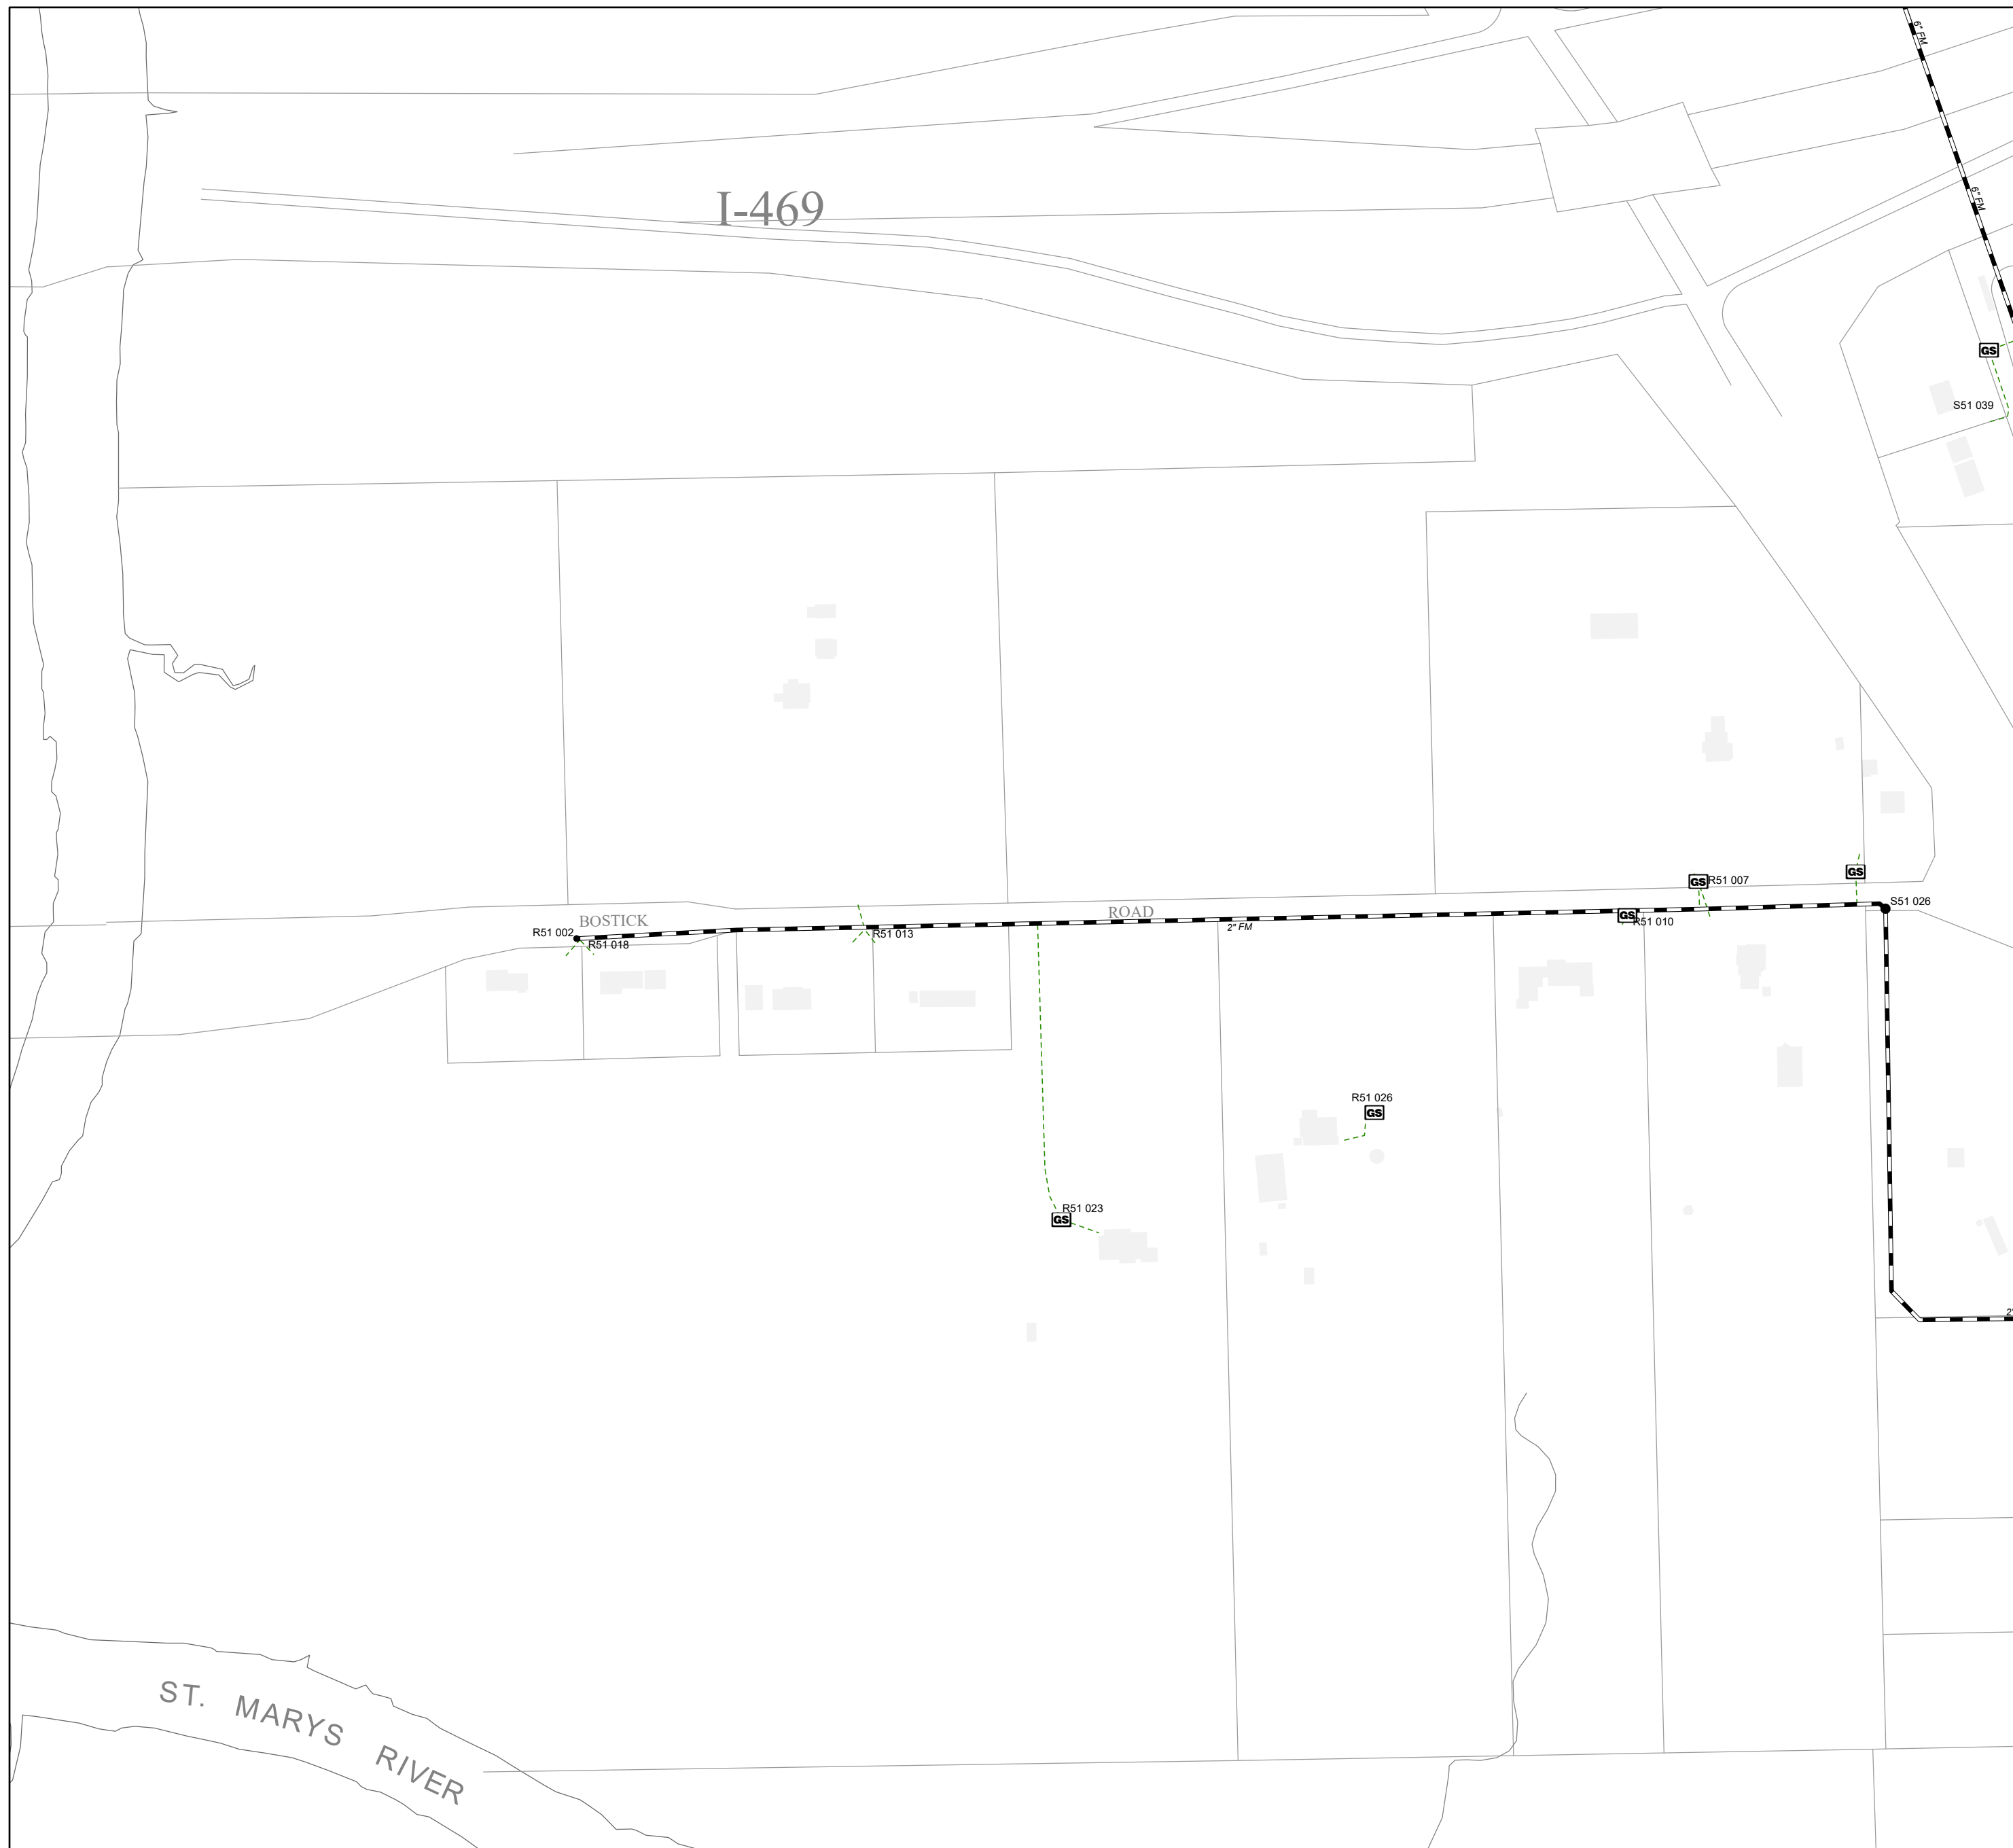 6" FM
I-469
6" FM
GS
S51 039
GS
GS
R51 007
S51 026
BOSTICK
ROAD
GS
R51 010
2" FM
R51 002
R51 013
R51 018
R51 026
GS
R51 023
GS
2"
ST. MARYS RIVER